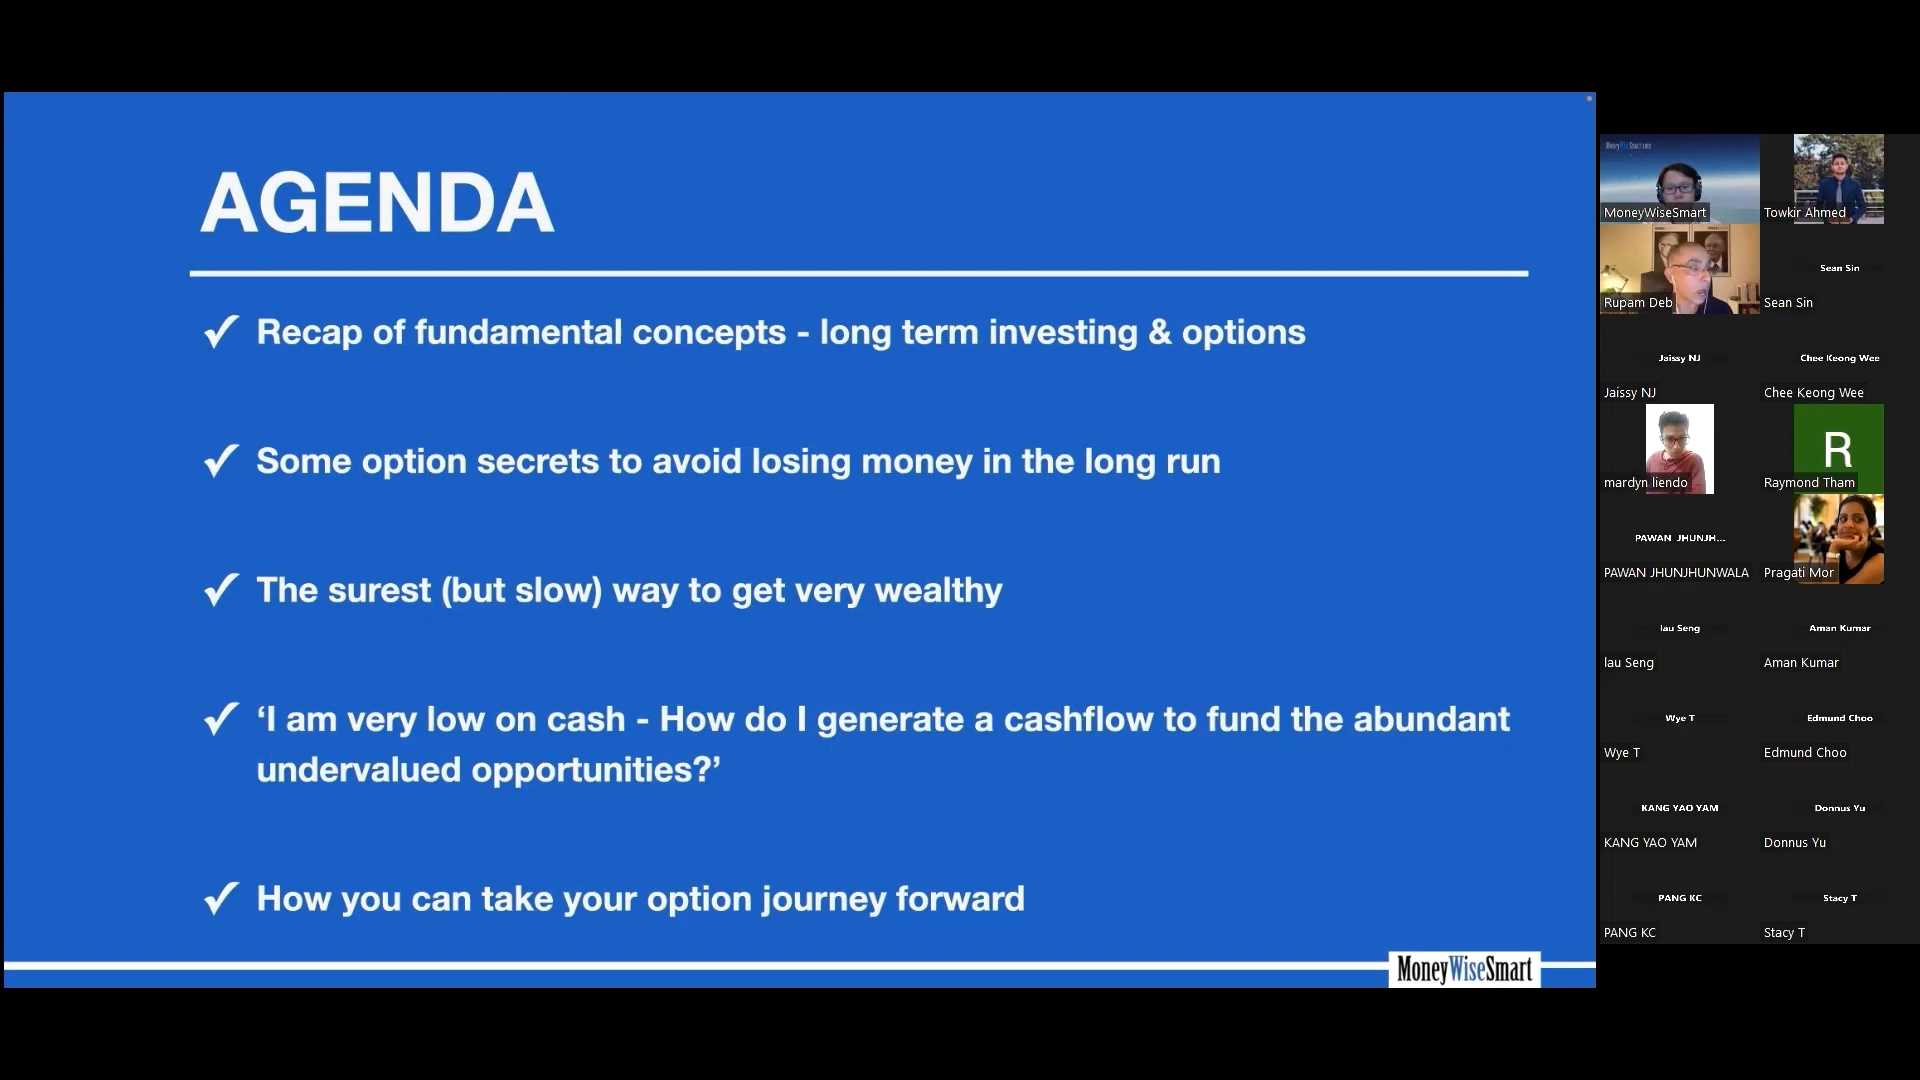 AGENDA
✓ Recap of fundamental concepts - long term investing & options
✓ Some option secrets to avoid losing money in the long run
✓ The surest (but slow) way to get very wealthy
✓ ‘I am very low on cash - How do I generate a cashflow to fund the abundant
undervalued opportunities?’
✓ How you can take your option journey forward
MoneyWiseSmart
MoneyWiseSmart.com
MoneyWiseSmart
Towkir Ahmed
Rupam Deb
Sean Sin
Sean Sin
Jaissy NJ
Jaissy NJ
Chee Keong Wee
Chee Keong Wee
mardyn liendo
R
Raymond Tham
PAWAN JHUNJH...
PAWAN JHUNJHUNWALA
Pragati Mor
lau Seng
lau Seng
Aman Kumar
Aman Kumar
Wye T
Wye T
Edmund Choo
Edmund Choo
KANG YAO YAM
KANG YAO YAM
Donnus Yu
Donnus Yu
PANG KC
PANG KC
Stacy T
Stacy T